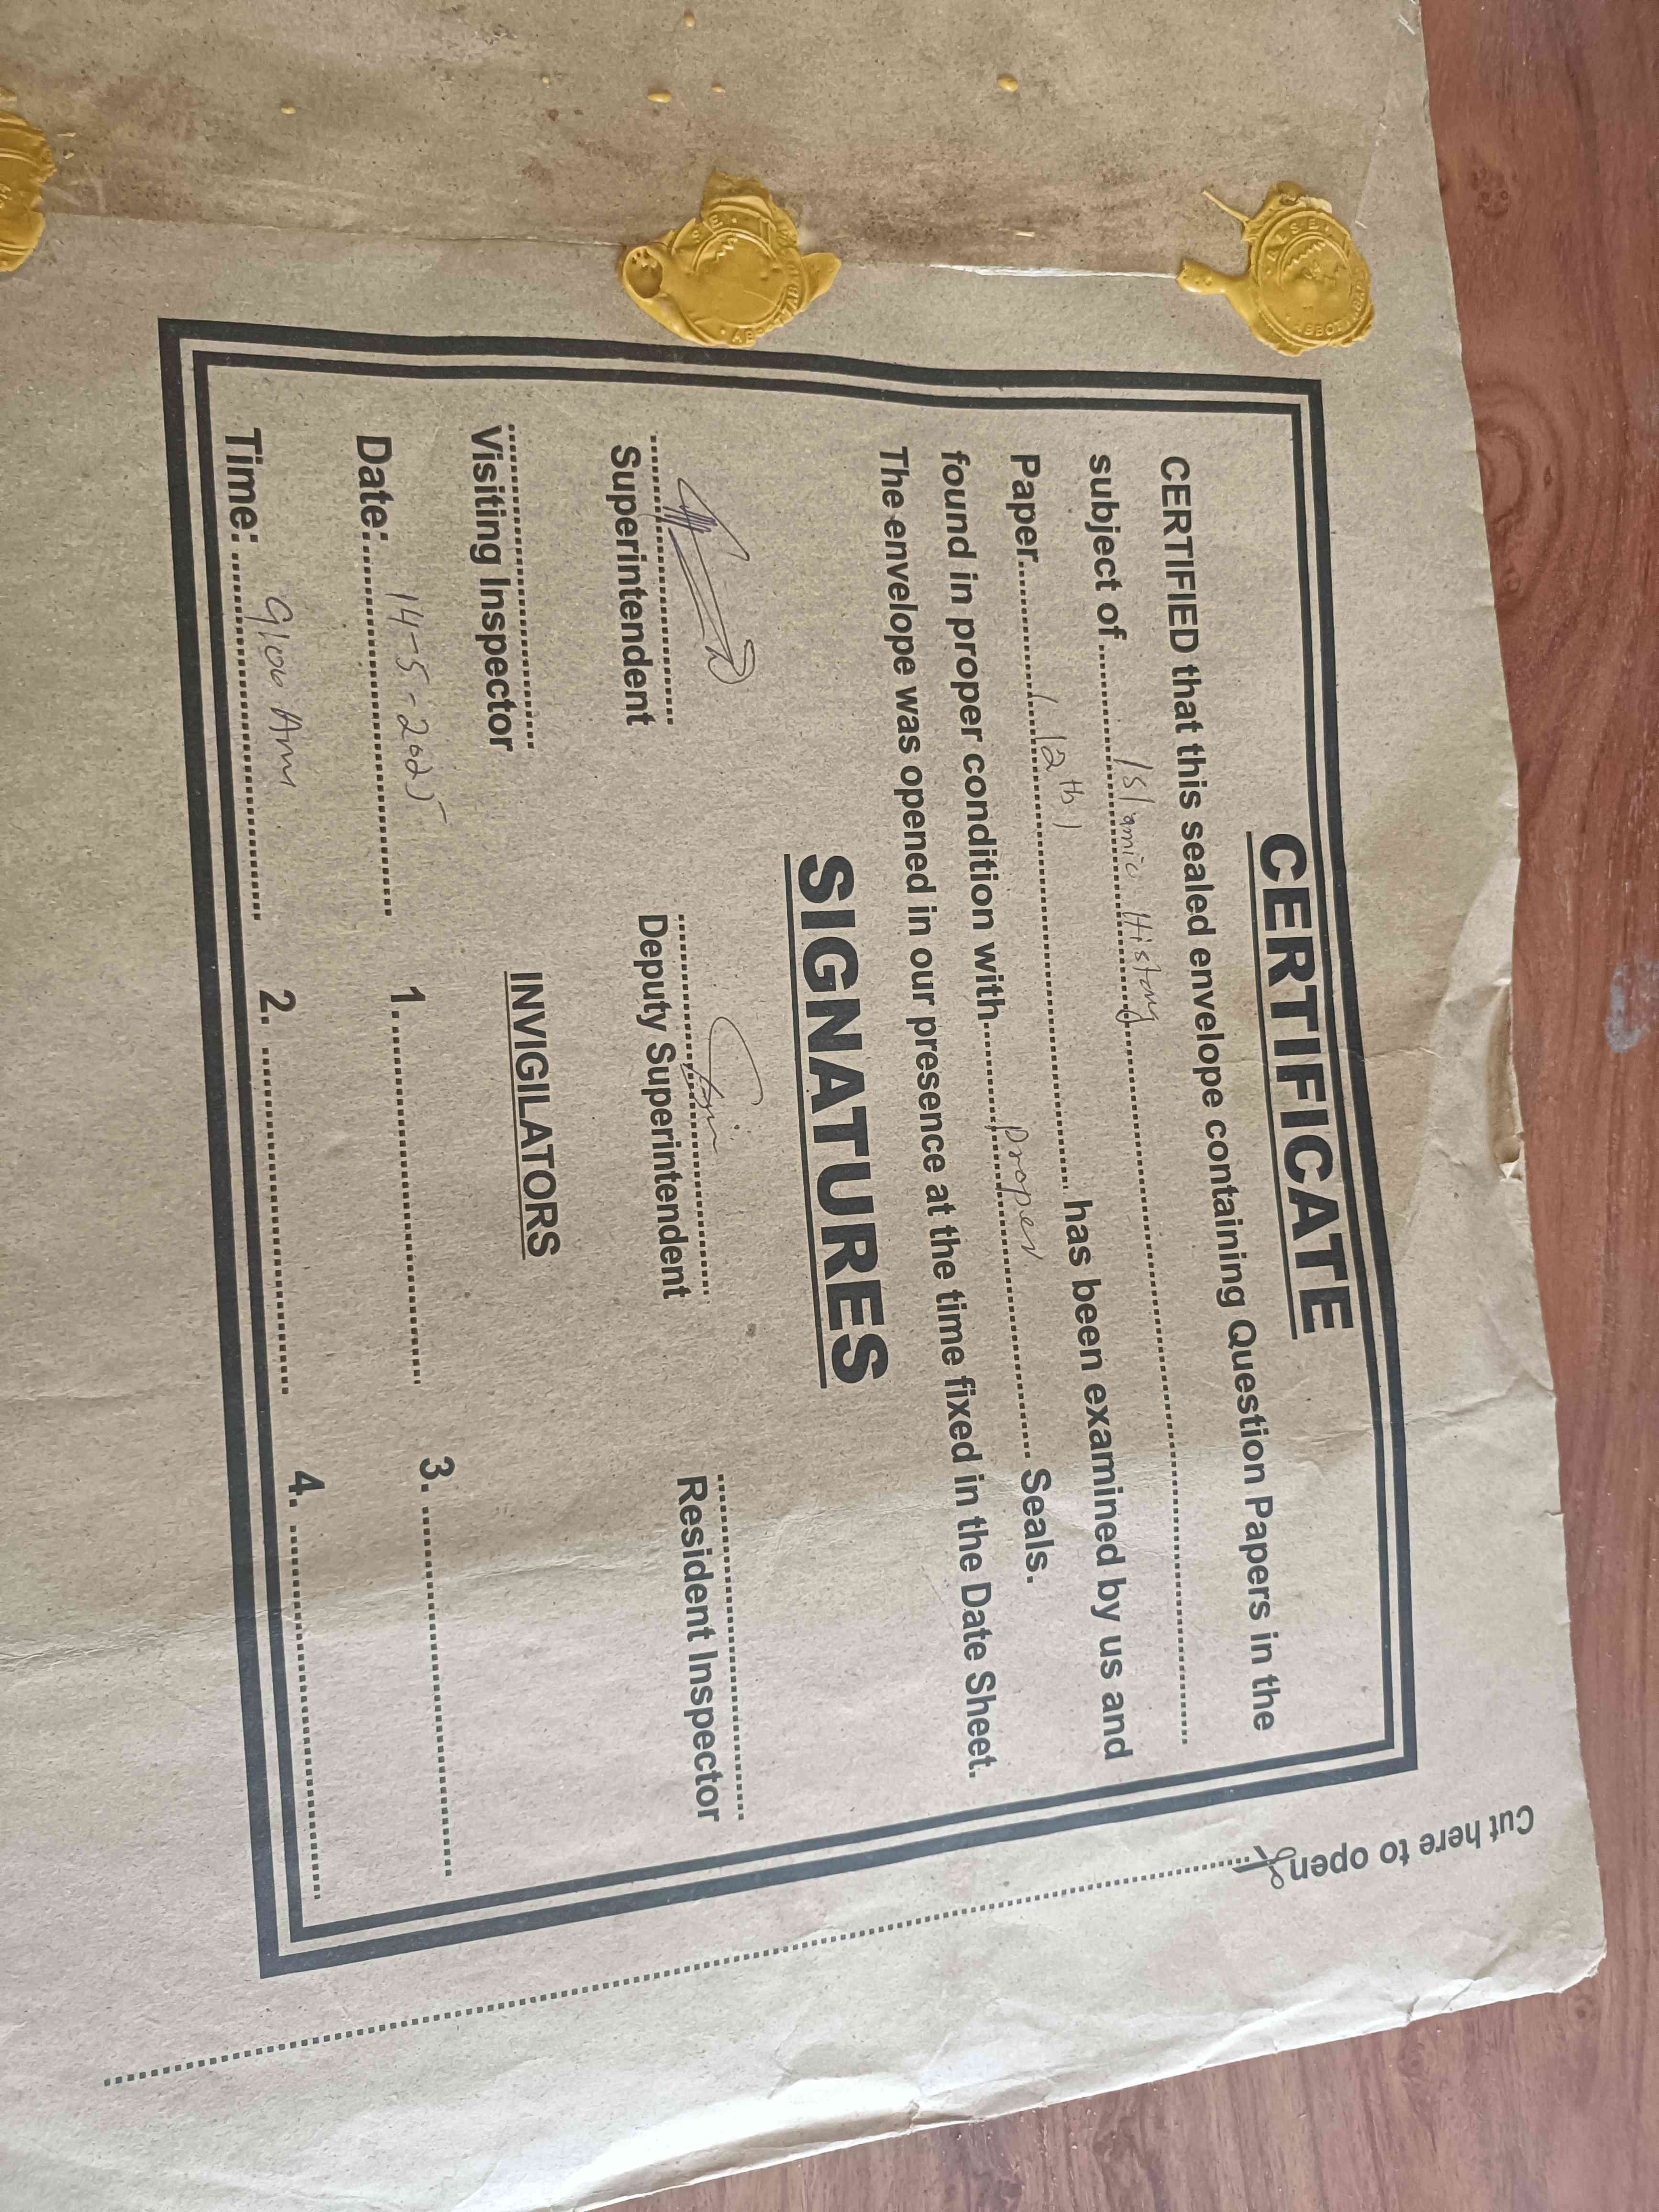 CERTIFICATE
CERTIFIED that this sealed envelope containing Question Papers in the
subject of.......... Islamic History ..........
Paper.......... (12th) .......... has been examined by us and
found in proper condition with.......... proper .......... Seals.
The envelope was opened in our presence at the time fixed in the Date Sheet.
SIGNATURES
Superintendent Deputy Superintendent Resident Inspector
Visiting Inspector INVIGILATORS
Date:.......... 14-5-2025 1. .......... 3. ..........
Time: .......... 9:00 Am 2. .......... 4. ..........
Cut here to open